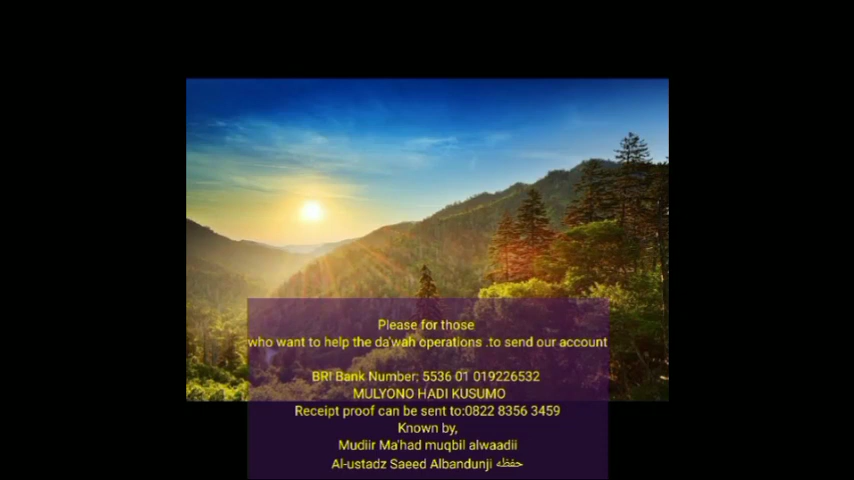 Please for those
who want to help the da'wah operations .to send our account
BRI Bank Number; 5536 01 019226532
MULYONO HADI KUSUMO
Receipt proof can be sent to:0822 8356 3459
Known by,
Mudiir Ma'had muqbil alwaadii
Al-ustadz Saeed Albandunji حفظه